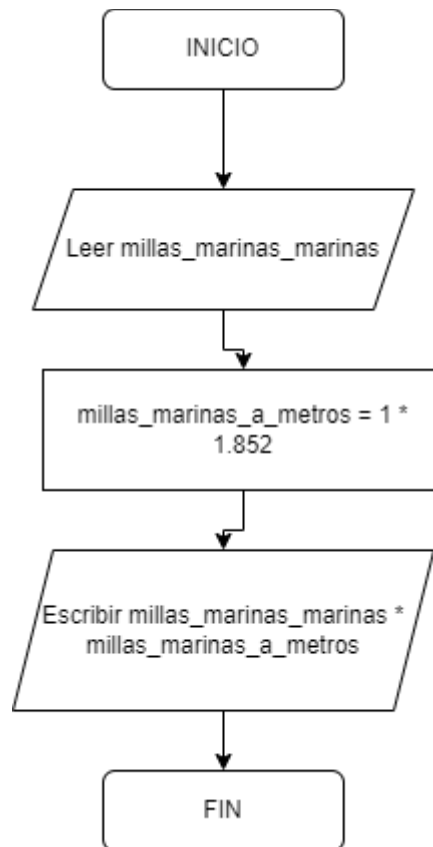 INICIO
Leer millas_marinas_marinas
millas_marinas_a_metros = 1 *
1.852
Escribir millas_marinas_marinas *
millas_marinas_a_metros
FIN